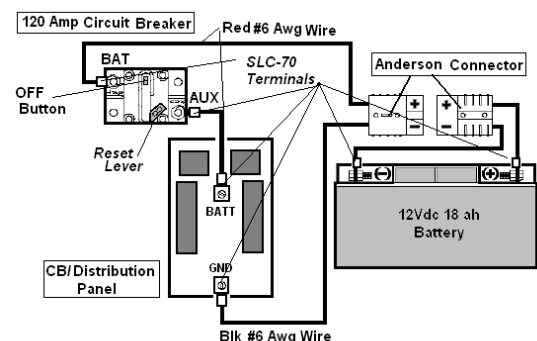 120 Amp Circuit Breaker
Red #6 Awg Wire
BAT
SLC-70
Terminals
Anderson Connector
OFF
Button
AUX
+
−
+
−
Reset
Lever
BATT
−
+
12Vdc 18 ah
Battery
CB/Distribution
Panel
GND
Blk #6 Awg Wire